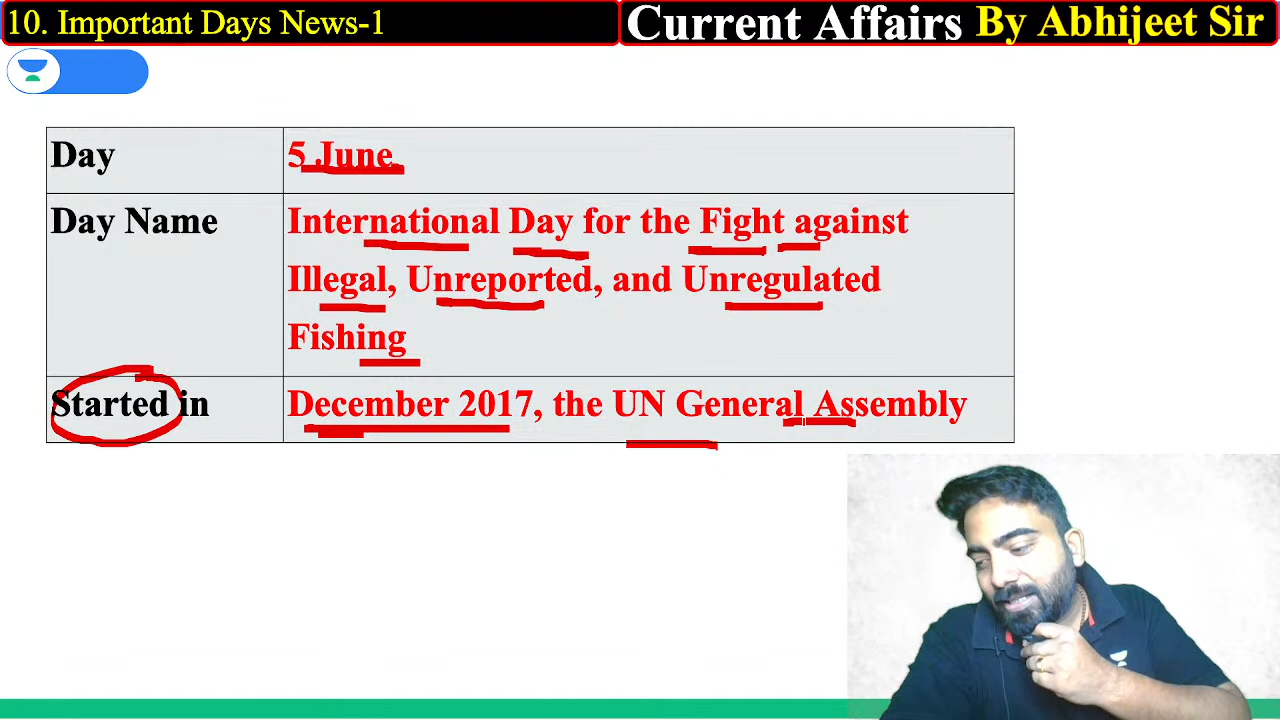 10. Important Days News-1
Current Affairs By Abhijeet Sir
Day
5 June
Day Name
International Day for the Fight against
Illegal, Unreported, and Unregulated
Fishing
Started in
December 2017, the UN General Assembly